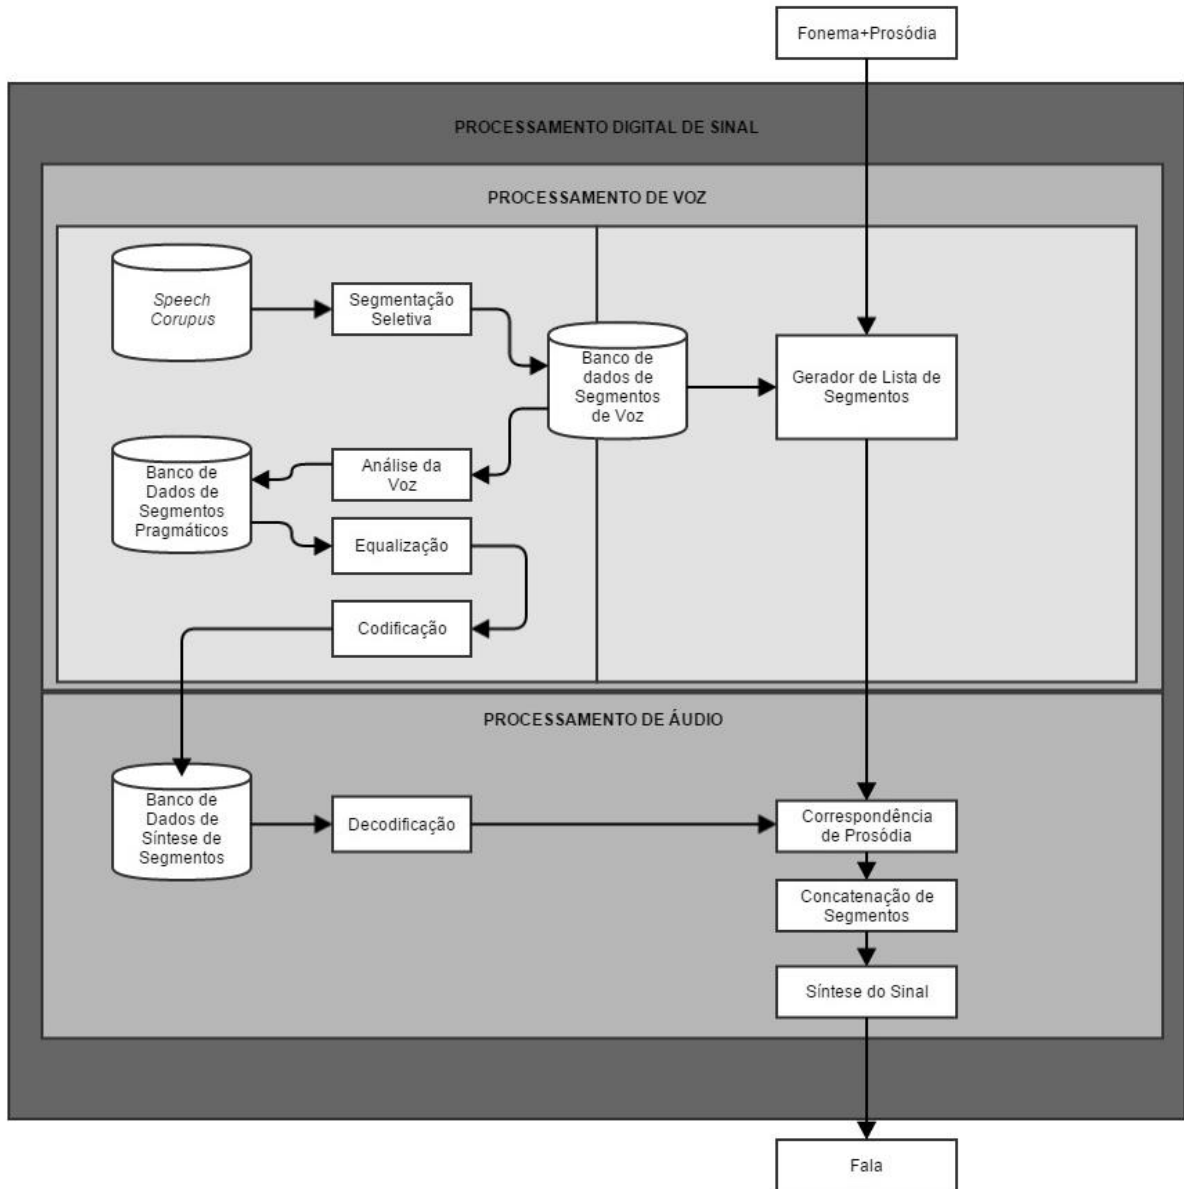 Fonema+Prosódia
PROCESSAMENTO DIGITAL DE SINAL
PROCESSAMENTO DE VOZ
Speech
Corupus
Segmentação
Seletiva
Banco de
dados de
Segmentos
de Voz
Gerador de Lista de
Segmentos
Banco de
Dados de
Segmentos
Pragmáticos
Análise da
Voz
Equalização
Codificação
PROCESSAMENTO DE ÁUDIO
Banco de
Dados de
Síntese de
Segmentos
Decodificação
Correspondência
de Prosódia
Concatenação de
Segmentos
Síntese do Sinal
Fala